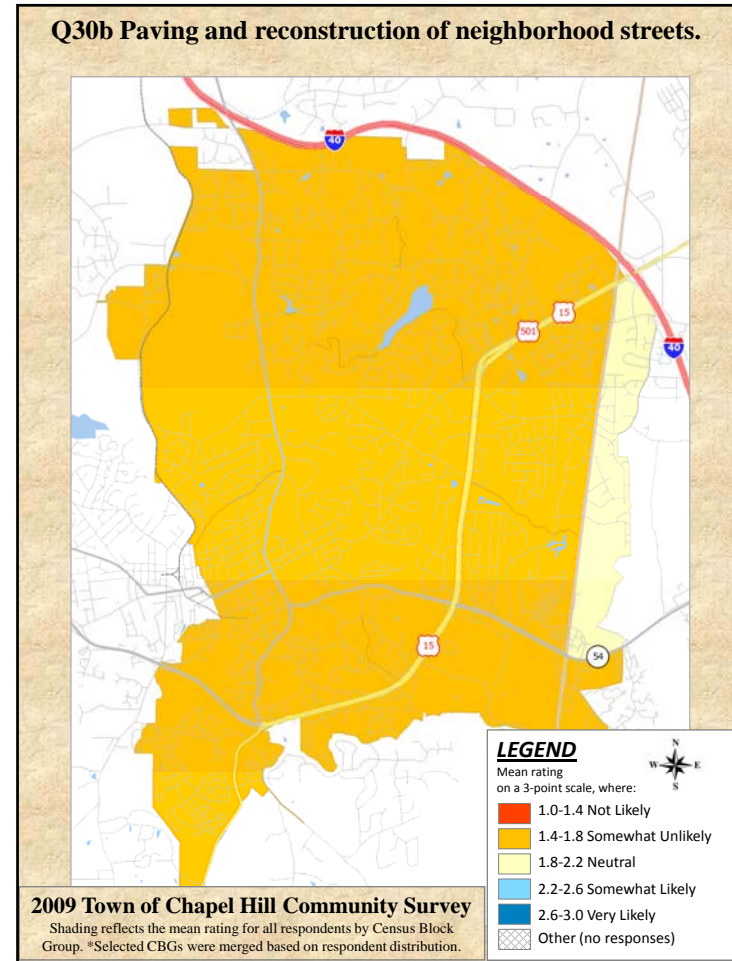 Q30b Paving and reconstruction of neighborhood streets.
40
15
501
40
15
54
LEGEND
Mean rating
on a 3-point scale, where:
N
W E
S
1.0-1.4 Not Likely
1.4-1.8 Somewhat Unlikely
1.8-2.2 Neutral
2.2-2.6 Somewhat Likely
2.6-3.0 Very Likely
Other (no responses)
2009 Town of Chapel Hill Community Survey
Shading reflects the mean rating for all respondents by Census Block
Group. *Selected CBGs were merged based on respondent distribution.